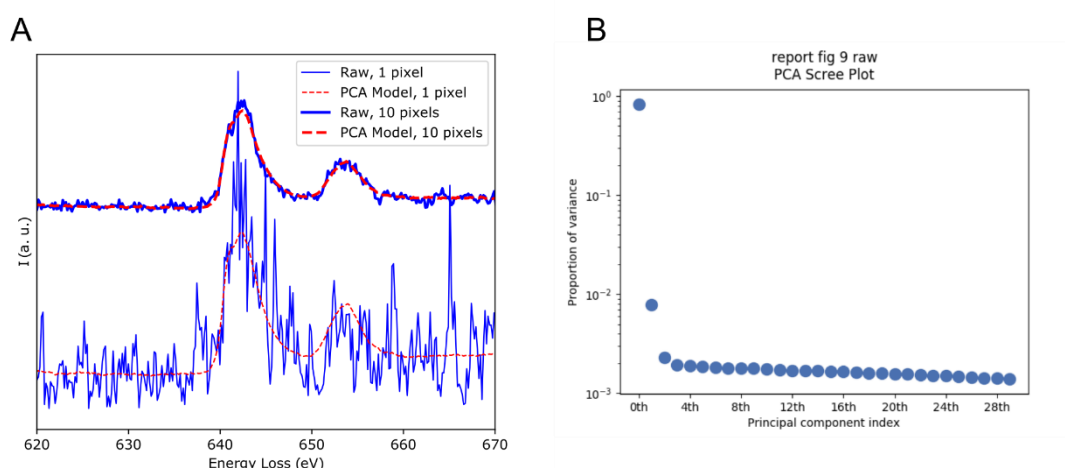 A
Raw, 1 pixel
PCA Model, 1 pixel
Raw, 10 pixels
PCA Model, 10 pixels
I (a. u.)
620 630 640 650 660 670
Energy Loss (eV)
B
report fig 9 raw
PCA Scree Plot
Proportion of variance
10⁰
10⁻¹
10⁻²
10⁻³
0th 4th 8th 12th 16th 20th 24th 28th
Principal component index